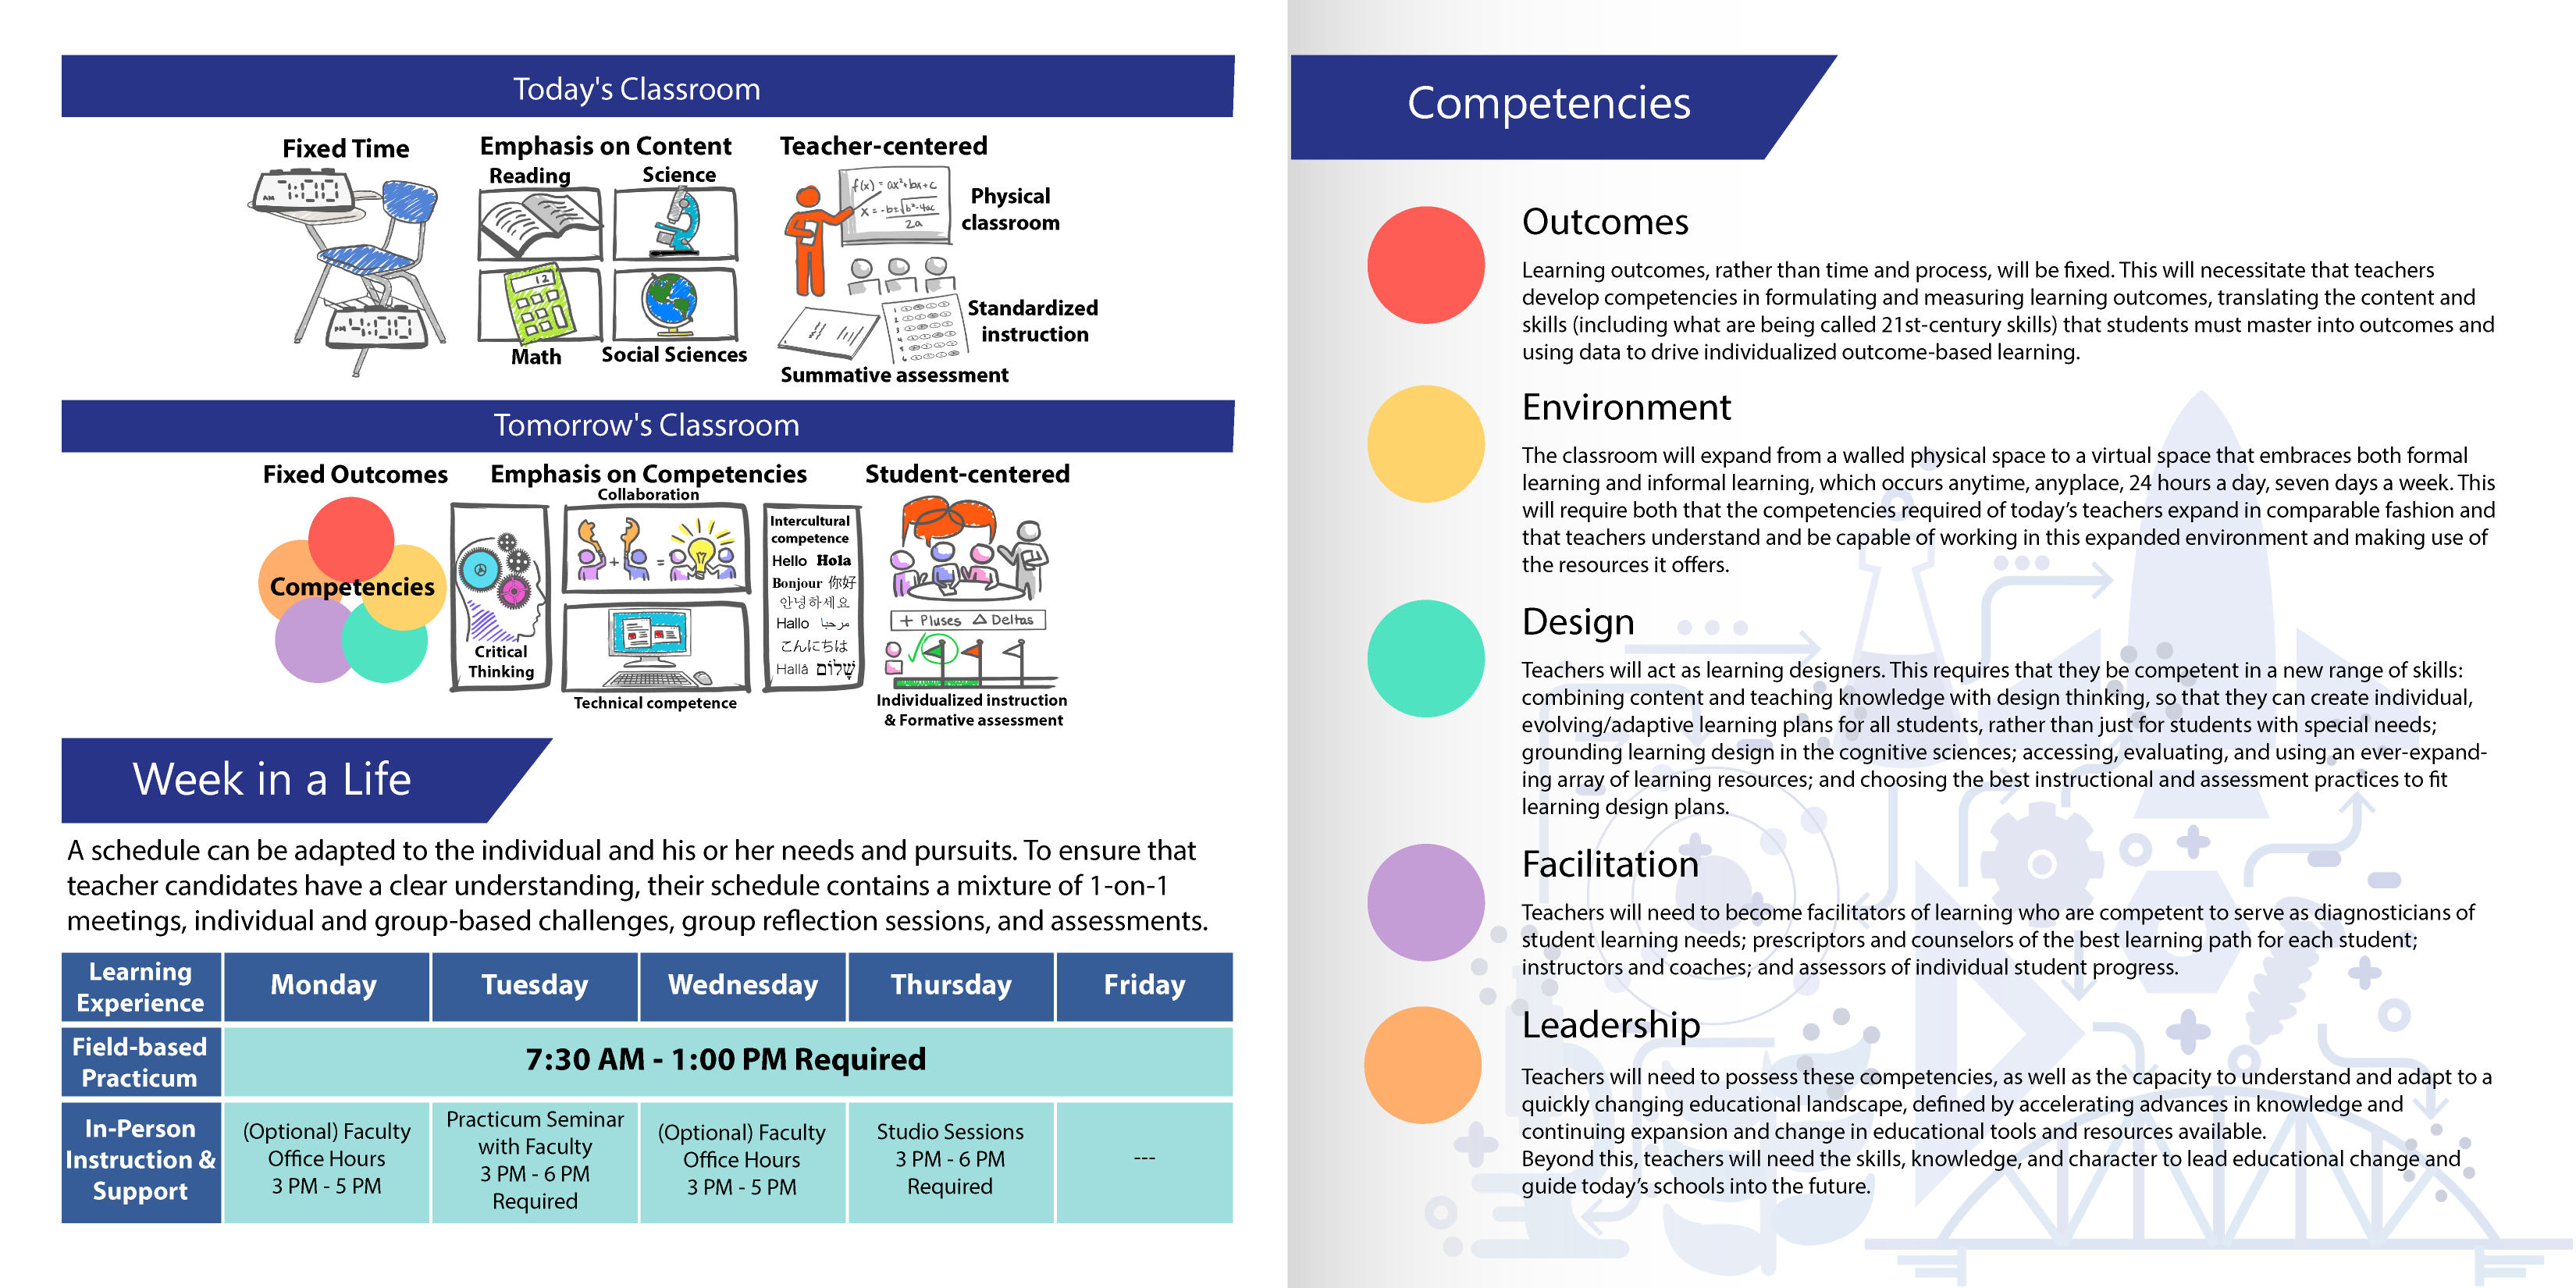 Today's Classroom
Fixed Time
AM 7:00
PM 4:00
Emphasis on Content
Reading
Science
12
Math
Social Sciences
Teacher-centered
f(x) = ax²+bx+c
x = -b±√b²-4ac
2a
Physical
classroom
Standardized
instruction
Summative assessment
Tomorrow's Classroom
Fixed Outcomes
Competencies
Emphasis on Competencies
Critical
Thinking
Collaboration
+ =
Technical competence
Intercultural
competence
Hello Hola
Bonjour 你好
안녕하세요
Hallo مرحبا
こんにちは
Hallå שָׁלוֹם
Student-centered
+ Pluses △ Deltas
Individualized instruction
& Formative assessment
Week in a Life
A schedule can be adapted to the individual and his or her needs and pursuits. To ensure that
teacher candidates have a clear understanding, their schedule contains a mixture of 1-on-1
meetings, individual and group-based challenges, group reflection sessions, and assessments.
Learning
Experience
Monday
Tuesday
Wednesday
Thursday
Friday
Field-based
Practicum
7:30 AM - 1:00 PM Required
In-Person
Instruction &
Support
(Optional) Faculty
Office Hours
3 PM - 5 PM
Practicum Seminar
with Faculty
3 PM - 6 PM
Required
(Optional) Faculty
Office Hours
3 PM - 5 PM
Studio Sessions
3 PM - 6 PM
Required
---
Competencies
Outcomes
Learning outcomes, rather than time and process, will be fixed. This will necessitate that teachers
develop competencies in formulating and measuring learning outcomes, translating the content and
skills (including what are being called 21st-century skills) that students must master into outcomes and
using data to drive individualized outcome-based learning.
Environment
The classroom will expand from a walled physical space to a virtual space that embraces both formal
learning and informal learning, which occurs anytime, anyplace, 24 hours a day, seven days a week. This
will require both that the competencies required of today’s teachers expand in comparable fashion and
that teachers understand and be capable of working in this expanded environment and making use of
the resources it offers.
Design
Teachers will act as learning designers. This requires that they be competent in a new range of skills:
combining content and teaching knowledge with design thinking, so that they can create individual,
evolving/adaptive learning plans for all students, rather than just for students with special needs;
grounding learning design in the cognitive sciences; accessing, evaluating, and using an ever-expand-
ing array of learning resources; and choosing the best instructional and assessment practices to fit
learning design plans.
Facilitation
Teachers will need to become facilitators of learning who are competent to serve as diagnosticians of
student learning needs; prescriptors and counselors of the best learning path for each student;
instructors and coaches; and assessors of individual student progress.
Leadership
Teachers will need to possess these competencies, as well as the capacity to understand and adapt to a
quickly changing educational landscape, defined by accelerating advances in knowledge and
continuing expansion and change in educational tools and resources available.
Beyond this, teachers will need the skills, knowledge, and character to lead educational change and
guide today’s schools into the future.